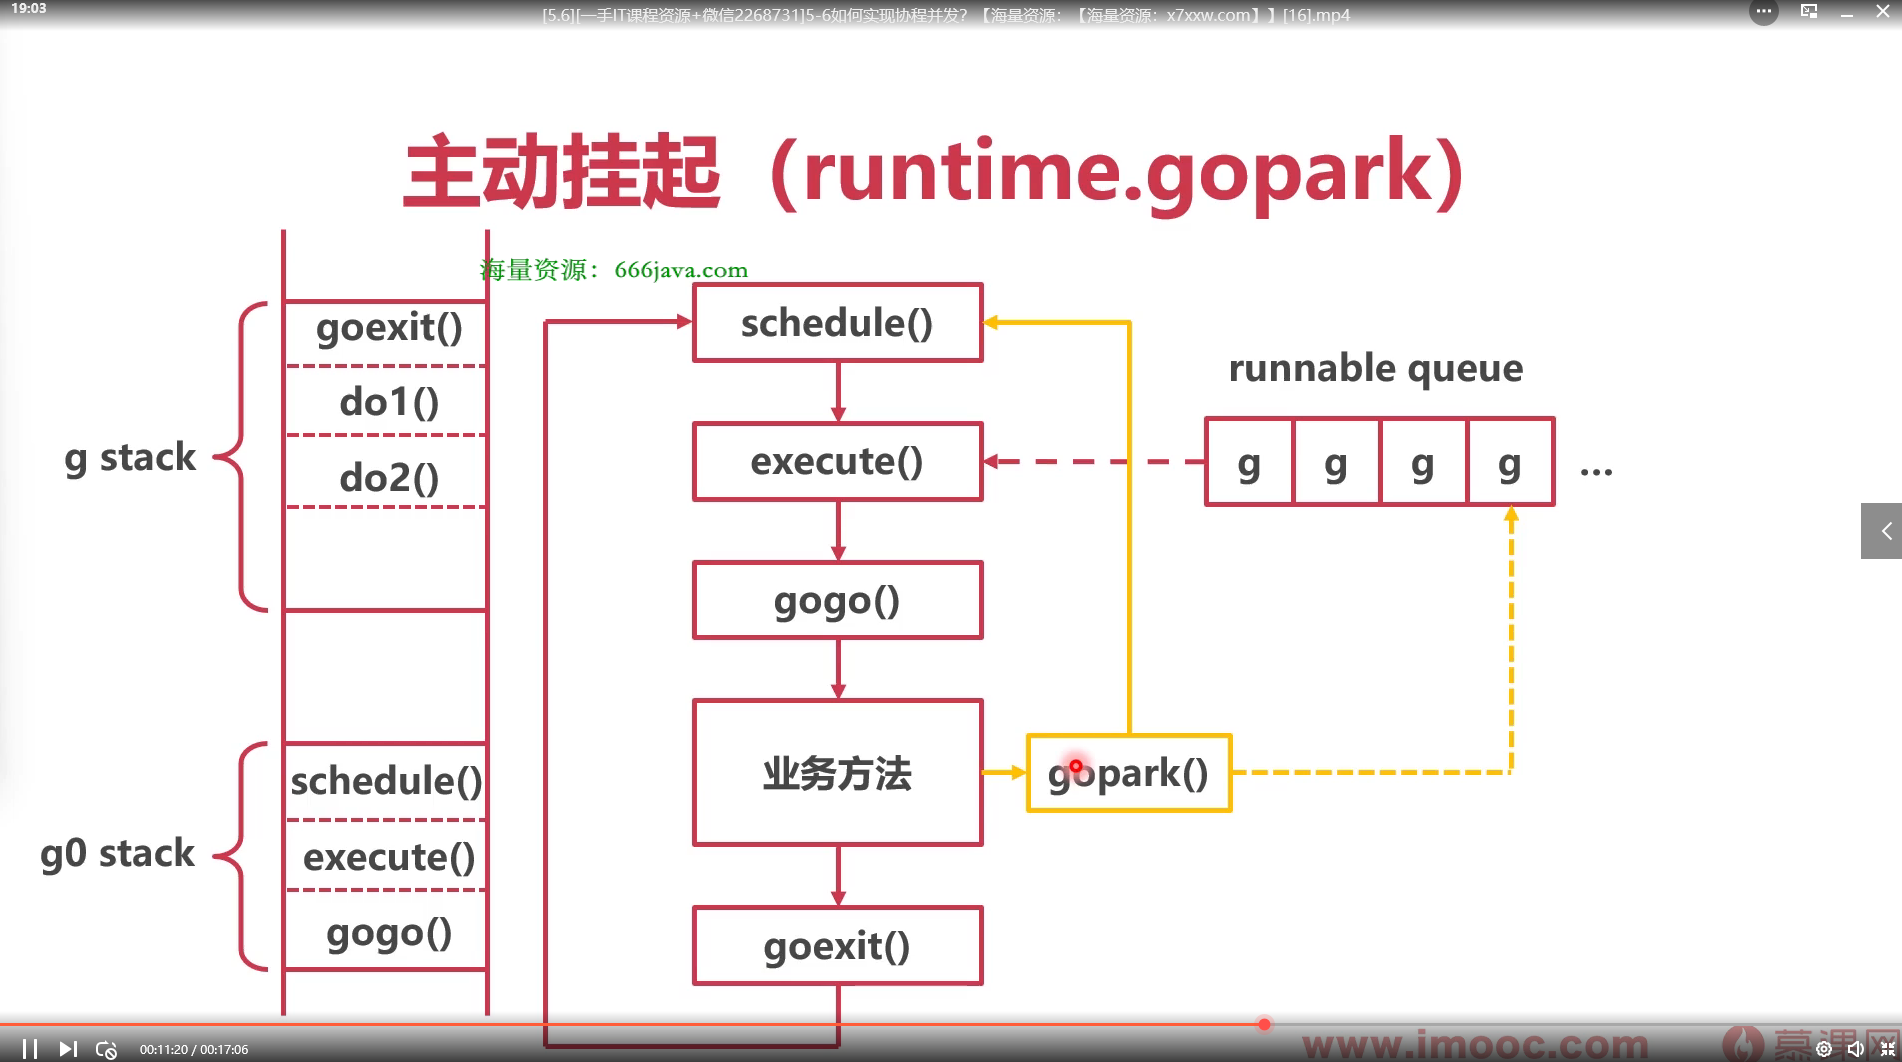 19:03
[5.6][一手IT课程资源+微信2268731]5-6如何实现协程并发？【海量资源：【海量资源：x7xxw.com】】[16].mp4
主动挂起（runtime.gopark）
海量资源：666java.com
g stack
goexit()
do1()
do2()
g0 stack
schedule()
execute()
gogo()
schedule()
execute()
gogo()
业务方法
goexit()
gopark()
runnable queue
g g g g ...
00:11:20 / 00:17:06
www.imooc.com 慕课网